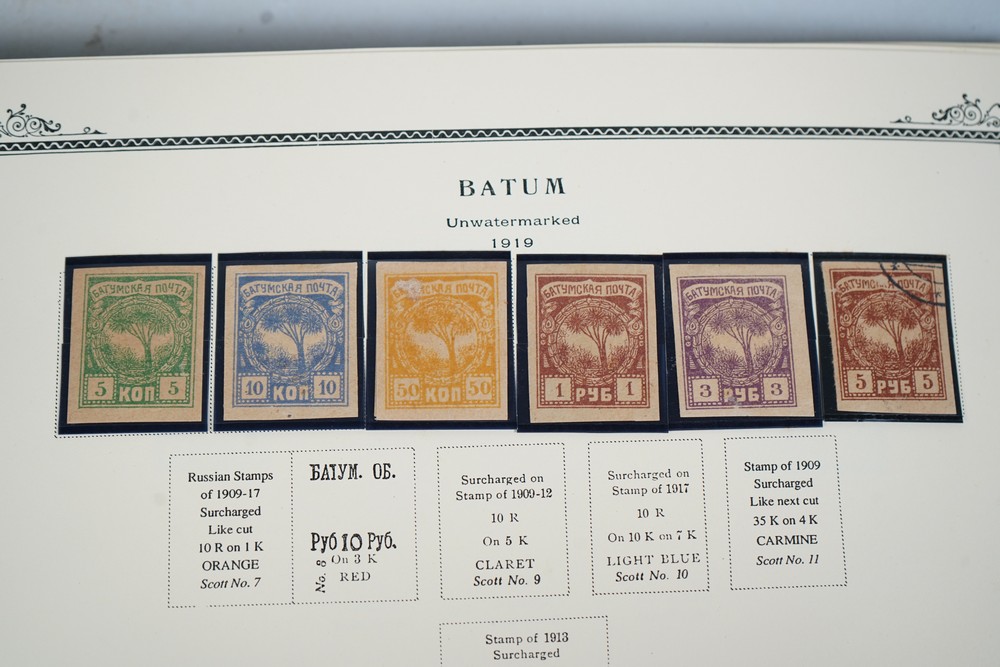 BATUM
Unwatermarked
1919
БАТУМСКАЯ ПОЧТА
5 КОП 5
БАТУМСКАЯ ПОЧТА
10 КОП 10
БАТУМСКАЯ ПОЧТА
50 КОП 50
БАТУМСКАЯ ПОЧТА
1 РУБ 1
БАТУМСКАЯ ПОЧТА
3 РУБ 3
БАТУМСКАЯ ПОЧТА
5 РУБ 5
Russian Stamps
of 1909-17
Surcharged
Like cut
10 R on 1 K
ORANGE
Scott No. 7
БАТУМ. ОБ.
Руб 10 Руб.
On 3 K
RED
No. 8
Surcharged on
Stamp of 1909-12
10 R
On 5 K
CLARET
Scott No. 9
Surcharged on
Stamp of 1917
10 R
On 10 K on 7 K
LIGHT BLUE
Scott No. 10
Stamp of 1909
Surcharged
Like next cut
35 K on 4 K
CARMINE
Scott No. 11
Stamp of 1913
Surcharged